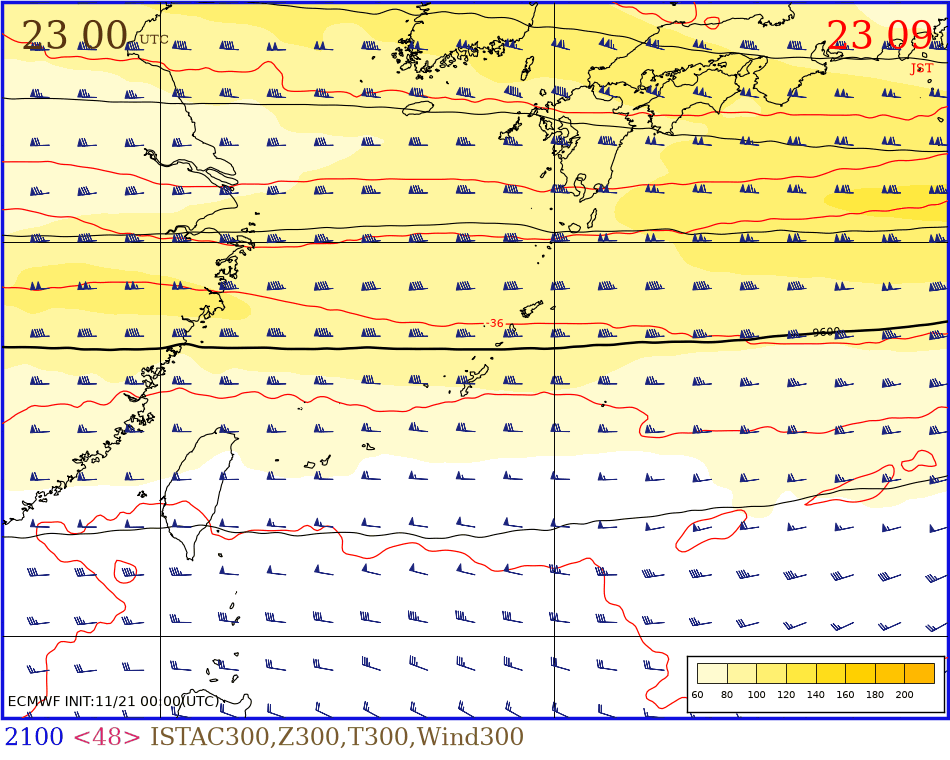 23 00 UTC
23 09
JST
-36
9600
60 80 100 120 140 160 180 200
ECMWF INIT:11/21 00:00(UTC)
2100 <48> ISTAC300,Z300,T300,Wind300